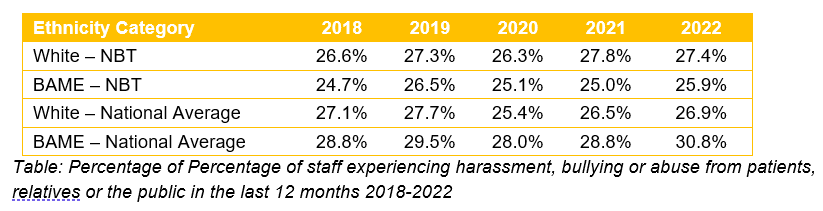 Ethnicity Category 2018 2019 2020 2021 2022
White – NBT 26.6% 27.3% 26.3% 27.8% 27.4%
BAME – NBT 24.7% 26.5% 25.1% 25.0% 25.9%
White – National Average 27.1% 27.7% 25.4% 26.5% 26.9%
BAME – National Average 28.8% 29.5% 28.0% 28.8% 30.8%
Table: Percentage of Percentage of staff experiencing harassment, bullying or abuse from patients,
relatives or the public in the last 12 months 2018-2022